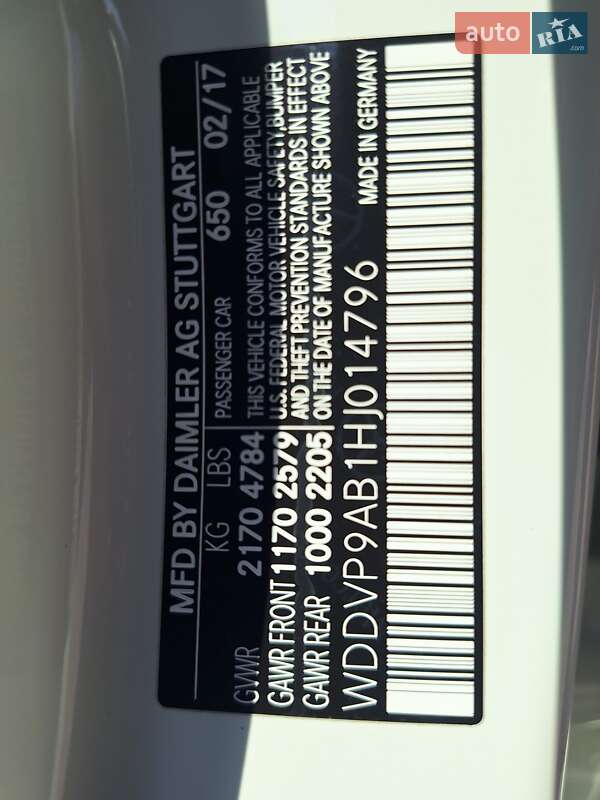 auto RIA .com
MFD BY DAIMLER AG STUTTGART
KG LBS PASSENGER CAR 650 02/17
GVWR 2170 4784 THIS VEHICLE CONFORMS TO ALL APPLICABLE
GAWR FRONT 1170 2579 U.S. FEDERAL MOTOR VEHICLE SAFETY,BUMPER
AND THEFT PREVENTION STANDARDS IN EFFECT
GAWR REAR 1000 2205 ON THE DATE OF MANUFACTURE SHOWN ABOVE
WDDVP9AB1HJ014796 MADE IN GERMANY